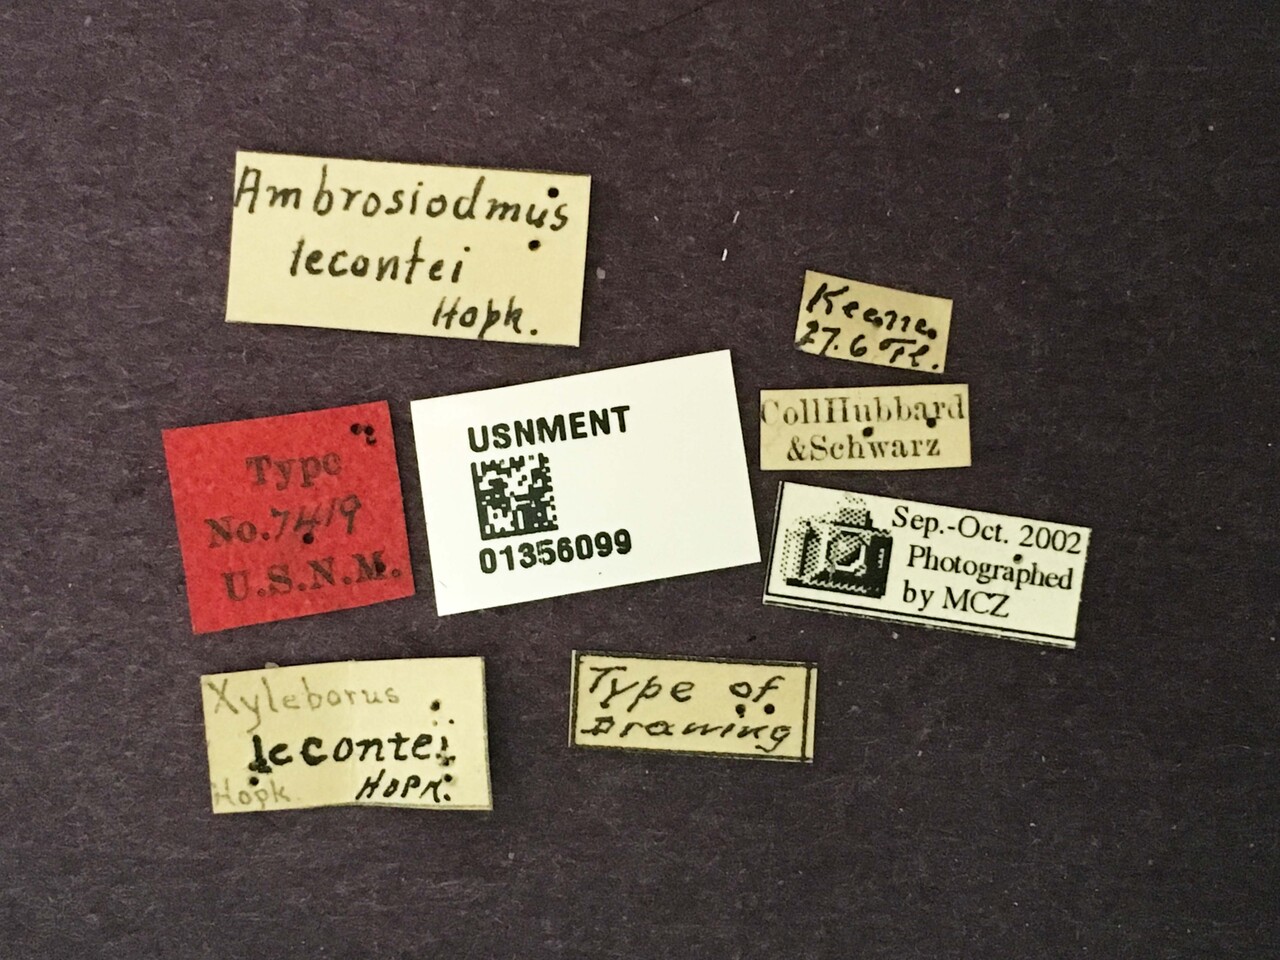 Ambrosiodmus
lecontei
Hopk.
Keene
27.6 Fl.
CollHubbard
&Schwarz
Type
No.7419
U.S.N.M.
USNMENT
01356099
Sep.-Oct. 2002
Photographed
by MCZ
Xyleborus
lecontei
Hopk. HOPK.
Type of
Drawing